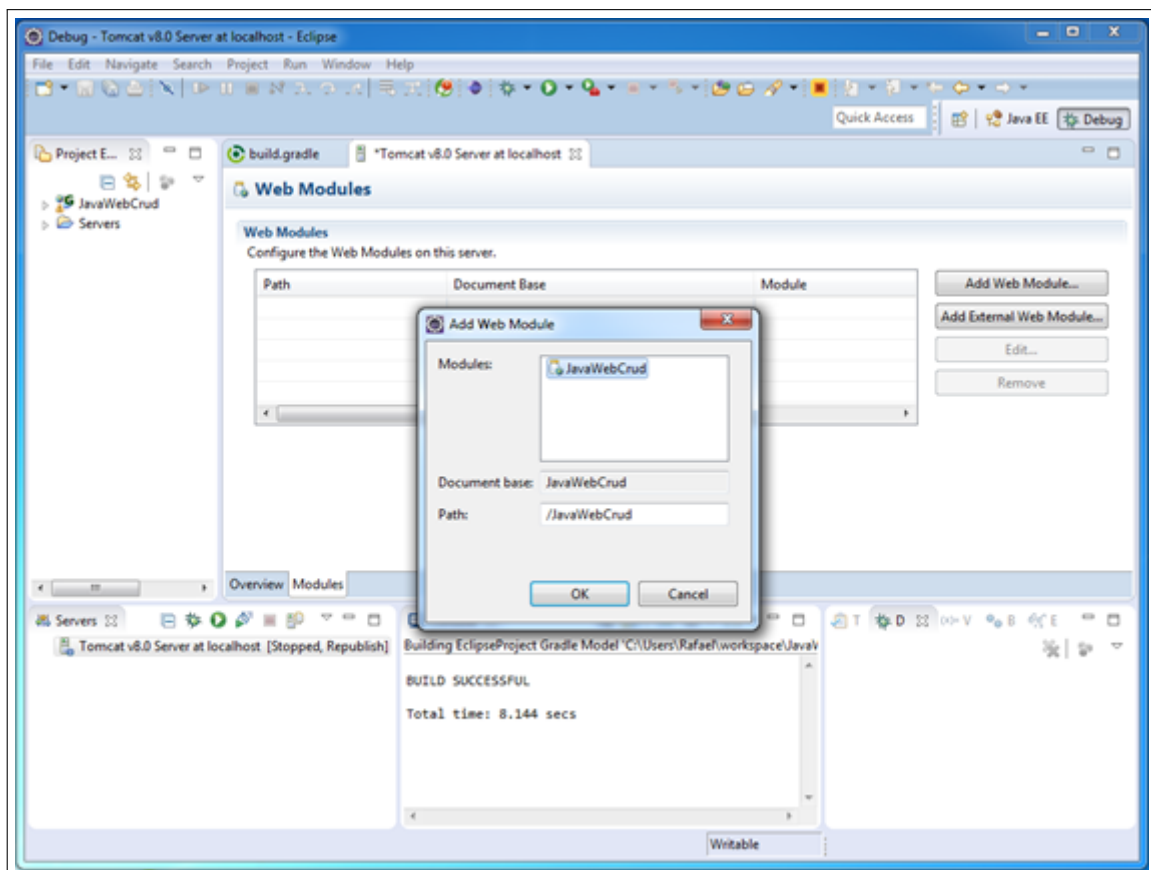 Debug - Tomcat v8.0 Server at localhost - Eclipse
File Edit Navigate Search Project Run Window Help
Quick Access Java EE Debug
Project E... build.gradle *Tomcat v8.0 Server at localhost
Web Modules
JavaWebCrud
Servers
Web Modules
Configure the Web Modules on this server.
Path Document Base Module
Add Web Module...
Add External Web Module...
Edit...
Remove
Add Web Module
Modules: JavaWebCrud
Document base: JavaWebCrud
Path: /JavaWebCrud
OK Cancel
Overview Modules
Servers T D V B E
Tomcat v8.0 Server at localhost [Stopped, Republish]
Building EclipseProject Gradle Model 'C:\Users\Rafael\workspace\JavaV
BUILD SUCCESSFUL
Total time: 8.144 secs
Writable